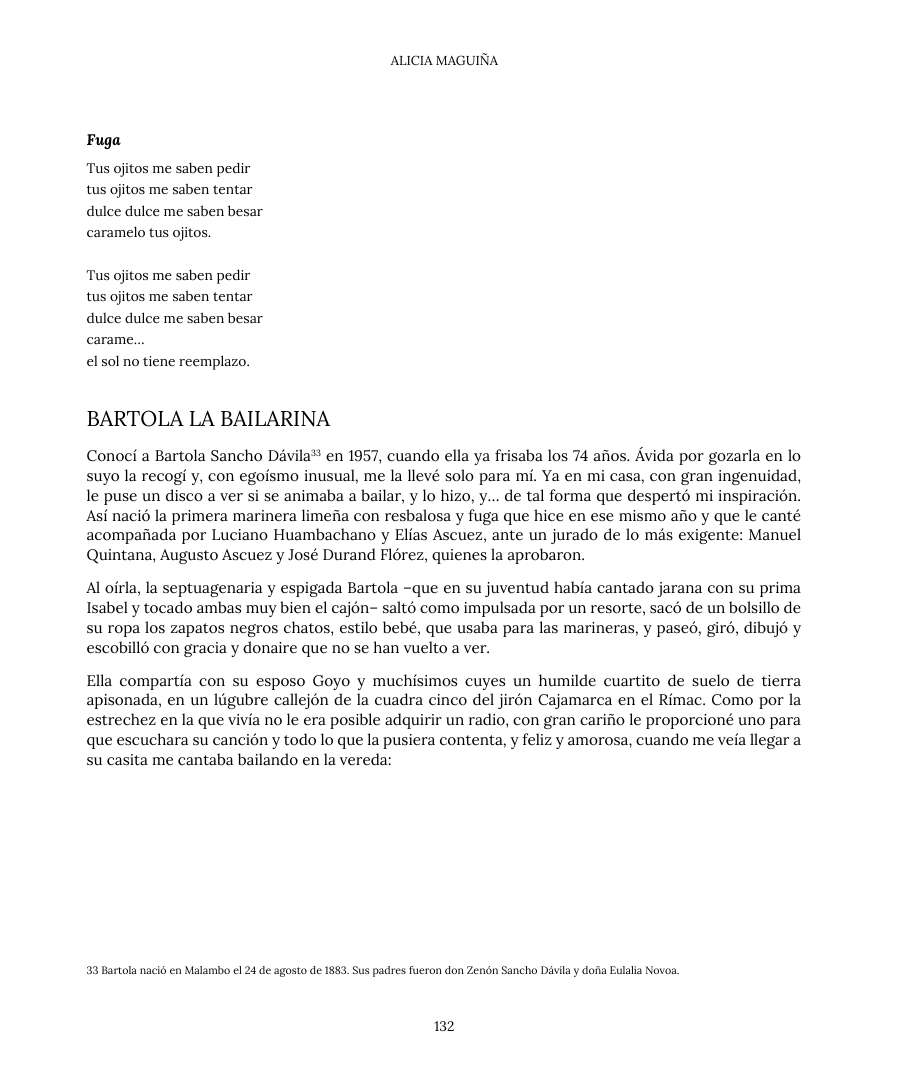 ALICIA MAGUIÑA
Fuga
Tus ojitos me saben pedir
tus ojitos me saben tentar
dulce dulce me saben besar
caramelo tus ojitos.
Tus ojitos me saben pedir
tus ojitos me saben tentar
dulce dulce me saben besar
carame...
el sol no tiene reemplazo.
BARTOLA LA BAILARINA
Conocí a Bartola Sancho Dávila³³ en 1957, cuando ella ya frisaba los 74 años. Ávida por gozarla en lo
suyo la recogí y, con egoísmo inusual, me la llevé solo para mí. Ya en mi casa, con gran ingenuidad,
le puse un disco a ver si se animaba a bailar, y lo hizo, y... de tal forma que despertó mi inspiración.
Así nació la primera marinera limeña con resbalosa y fuga que hice en ese mismo año y que le canté
acompañada por Luciano Huambachano y Elías Ascuez, ante un jurado de lo más exigente: Manuel
Quintana, Augusto Ascuez y José Durand Flórez, quienes la aprobaron.
Al oírla, la septuagenaria y espigada Bartola –que en su juventud había cantado jarana con su prima
Isabel y tocado ambas muy bien el cajón– saltó como impulsada por un resorte, sacó de un bolsillo de
su ropa los zapatos negros chatos, estilo bebé, que usaba para las marineras, y paseó, giró, dibujó y
escobilló con gracia y donaire que no se han vuelto a ver.
Ella compartía con su esposo Goyo y muchísimos cuyes un humilde cuartito de suelo de tierra
apisonada, en un lúgubre callejón de la cuadra cinco del jirón Cajamarca en el Rímac. Como por la
estrechez en la que vivía no le era posible adquirir un radio, con gran cariño le proporcioné uno para
que escuchara su canción y todo lo que la pusiera contenta, y feliz y amorosa, cuando me veía llegar a
su casita me cantaba bailando en la vereda:
33 Bartola nació en Malambo el 24 de agosto de 1883. Sus padres fueron don Zenón Sancho Dávila y doña Eulalia Novoa.
132